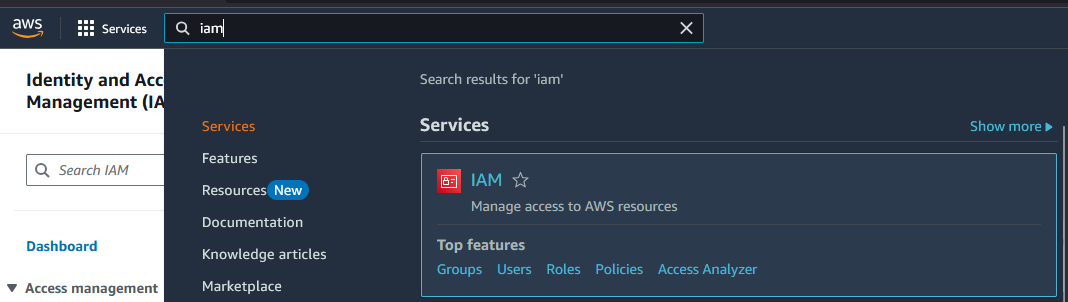 aws
Services
iam
Identity and Acc
Management (IA
Search IAM
Dashboard
Access management
Search results for 'iam'
Services
Features
Resources New
Documentation
Knowledge articles
Marketplace
Services
Show more
IAM
Manage access to AWS resources
Top features
Groups Users Roles Policies Access Analyzer